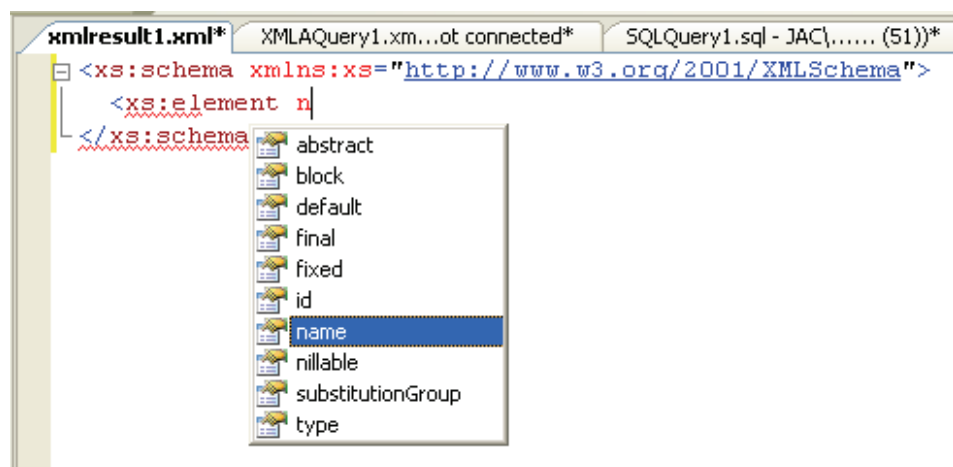 xmlresult1.xml* XMLAQuery1.xm...ot connected* SQLQuery1.sql - JAC\...... (51))*
<xs:schema xmlns:xs="http://www.w3.org/2001/XMLSchema">
<xs:element n
</xs:schema
abstract
block
default
final
fixed
id
name
nillable
substitutionGroup
type